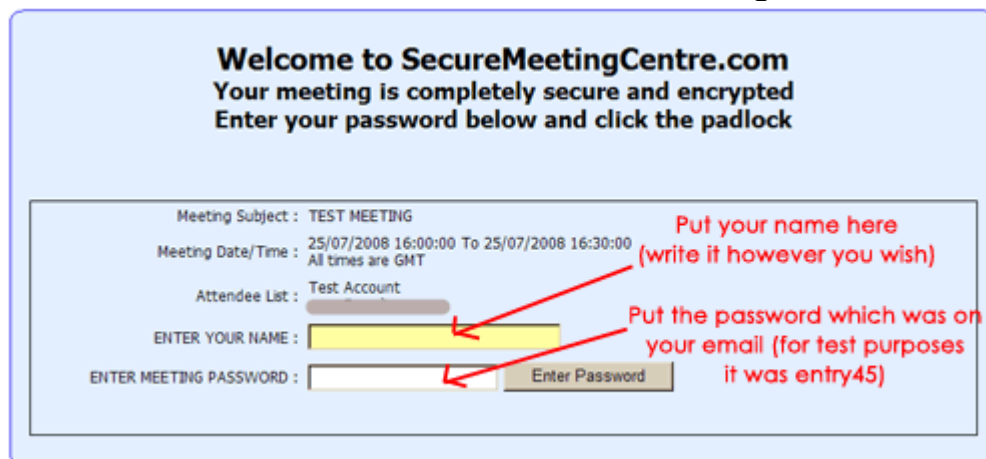 Welcome to SecureMeetingCentre.com
Your meeting is completely secure and encrypted
Enter your password below and click the padlock
Meeting Subject : TEST MEETING
Meeting Date/Time : 25/07/2008 16:00:00 To 25/07/2008 16:30:00
All times are GMT
Attendee List : Test Account
ENTER YOUR NAME :
ENTER MEETING PASSWORD : Enter Password
Put your name here
(write it however you wish)
Put the password which was on
your email (for test purposes
it was entry45)